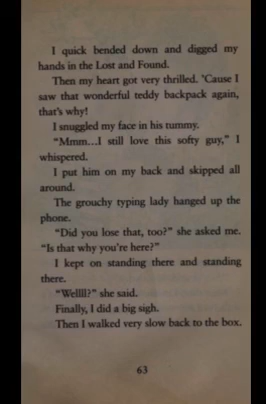 I quick bended down and digged my
hands in the Lost and Found.
Then my heart got very thrilled. 'Cause I
saw that wonderful teddy backpack again,
that's why!
I snuggled my face in his tummy.
"Mmm...I still love this softy guy," I
whispered.
I put him on my back and skipped all
around.
The grouchy typing lady hanged up the
phone.
"Did you lose that, too?" she asked me.
"Is that why you're here?"
I kept on standing there and standing
there.
"Wellll?" she said.
Finally, I did a big sigh.
Then I walked very slow back to the box.
63